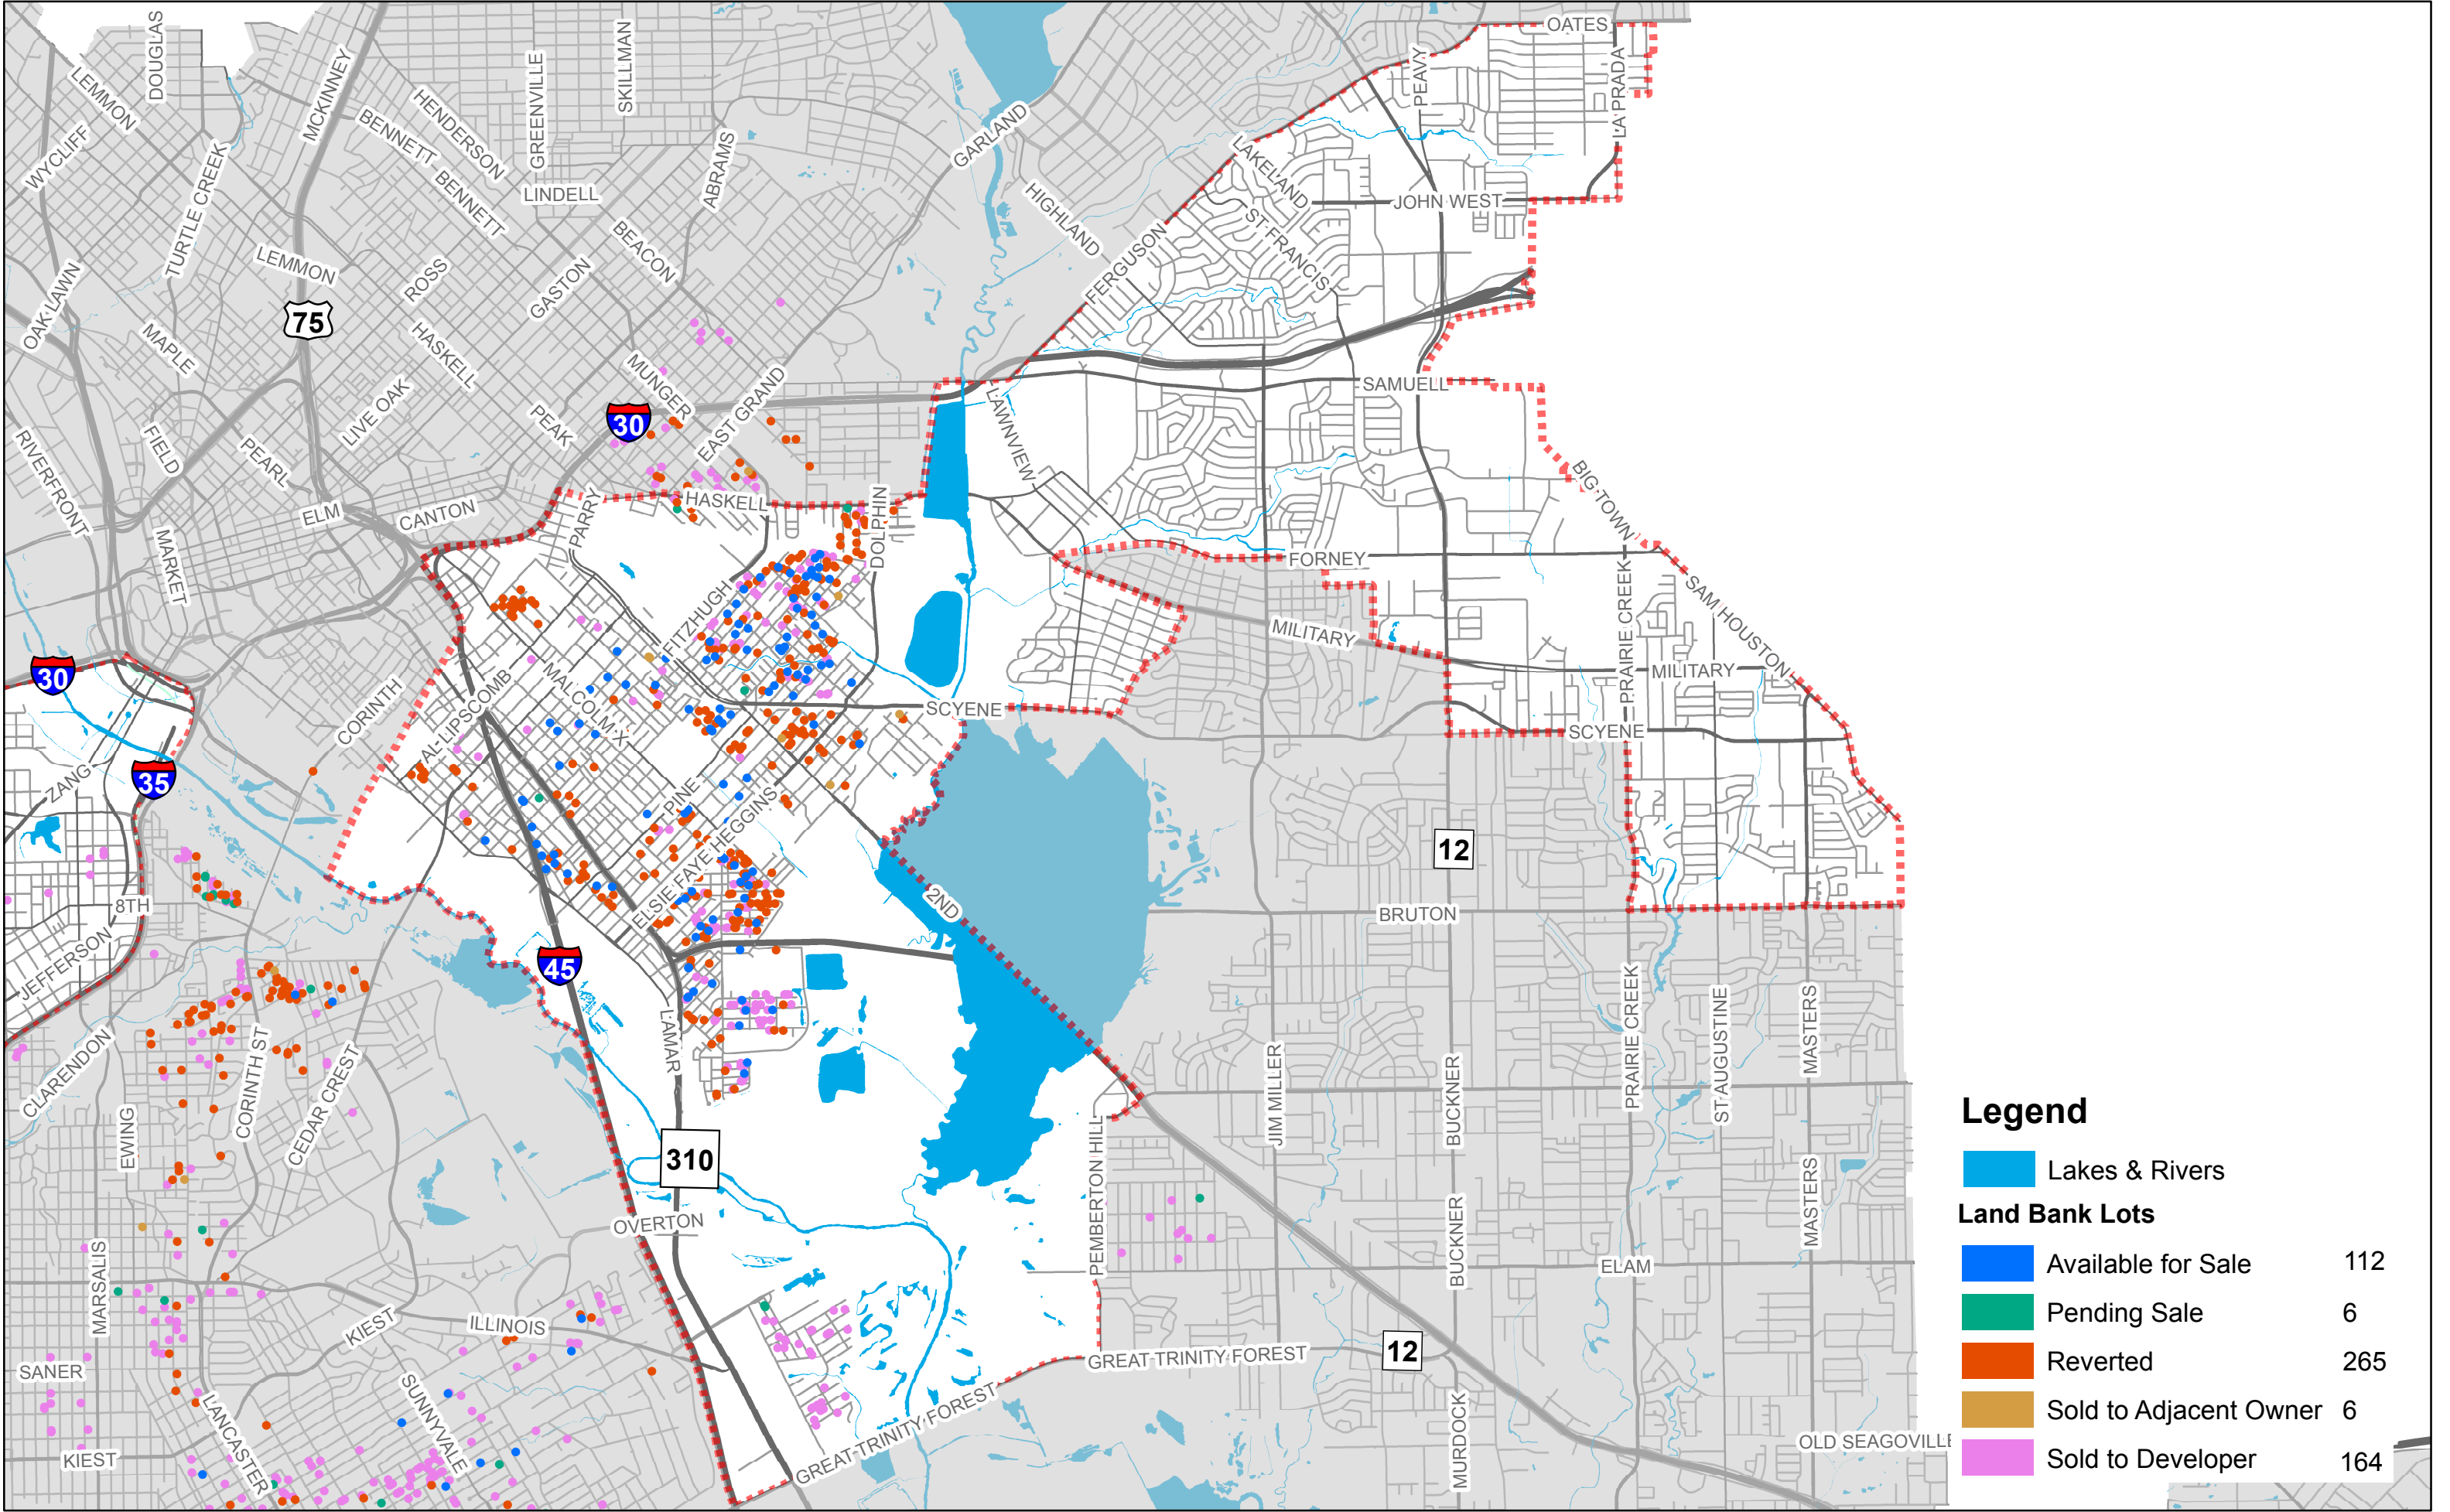 OATES
DOUGLAS
SKILLMAN
MCKINNEY
GREENVILLE
PEAVY
LA PRADA
LEMMON
HENDERSON
BENNETT
GARLAND
WYCLIFF
ABRAMS
LAKELAND
TURTLE CREEK
BENNETT
LINDELL
HIGHLAND
JOHN WEST
ST FRANCIS
BEACON
FERGUSON
LEMMON
ROSS
GASTON
OAK LAWN
75
MAPLE
HASKELL
MUNGER
SAMUELL
EAST GRAND
LIVE OAK
PEAK
30
LAWNVIEW
RIVERFRONT
FIELD
PEARL
BIG TOWN
HASKELL
DOLPHIN
ELM
CANTON
PARRY
MARKET
FORNEY
FITZHUGH
PRAIRIE CREEK
SAM HOUSTON
MILITARY
30
MILITARY
AL LIPSCOMB
MALCOLM X
CORINTH
SCYENE
SCYENE
35
ZANG
PINE
ELSIE FAYE HEGGINS
12
8TH
2ND
BRUTON
JEFFERSON
45
PRAIRIE CREEK
ST AUGUSTINE
MASTERS
LAMAR
CLARENDON
CORINTH ST
CEDAR CREST
JIM MILLER
BUCKNER
EWING
PEMBERTON HILL
310
MASTERS
OVERTON
BUCKNER
MARSALIS
ELAM
KIEST
ILLINOIS
SANER
GREAT TRINITY FOREST
12
SUNNYVALE
LANCASTER
GREAT TRINITY FOREST
MURDOCK
KIEST
OLD SEAGOVILLE
Legend
Lakes & Rivers
Land Bank Lots
Available for Sale 112
Pending Sale 6
Reverted 265
Sold to Adjacent Owner 6
Sold to Developer 164